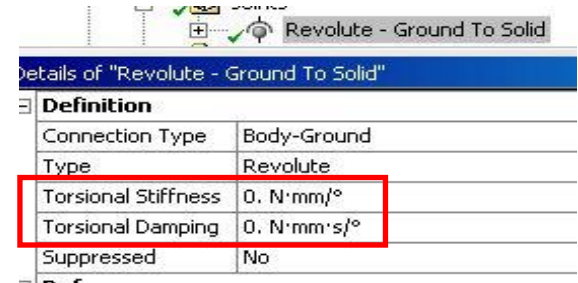 Revolute - Ground To Solid
Details of "Revolute - Ground To Solid"
Definition
Connection Type Body-Ground
Type Revolute
Torsional Stiffness 0. N·mm/°
Torsional Damping 0. N·mm·s/°
Suppressed No